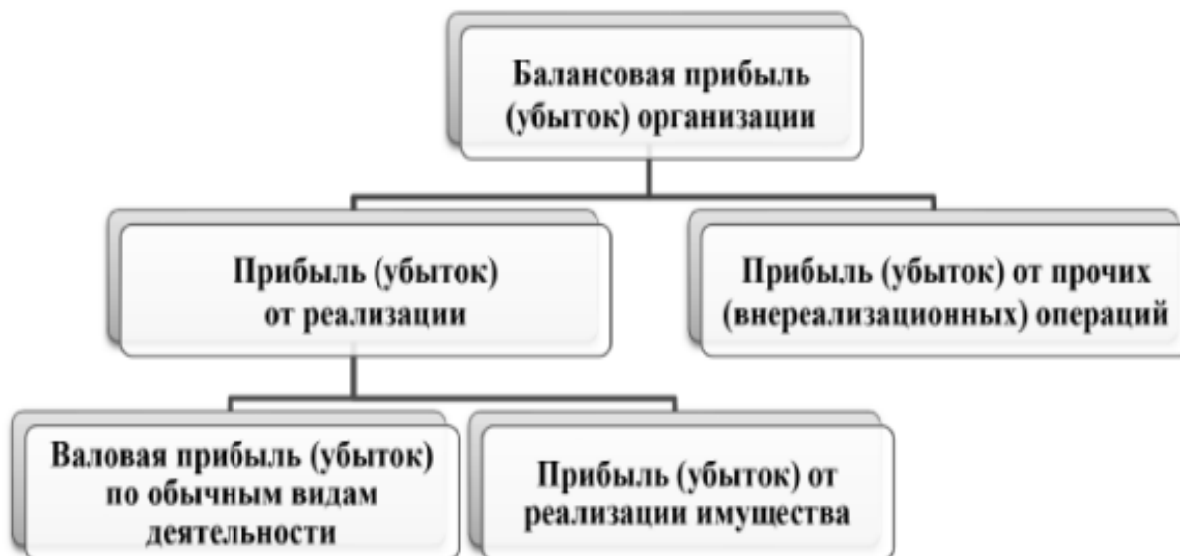 Балансовая прибыль
(убыток) организации
Прибыль (убыток)
от реализации
Прибыль (убыток) от прочих
(внереализационных) операций
Валовая прибыль (убыток)
по обычным видам
деятельности
Прибыль (убыток) от
реализации имущества